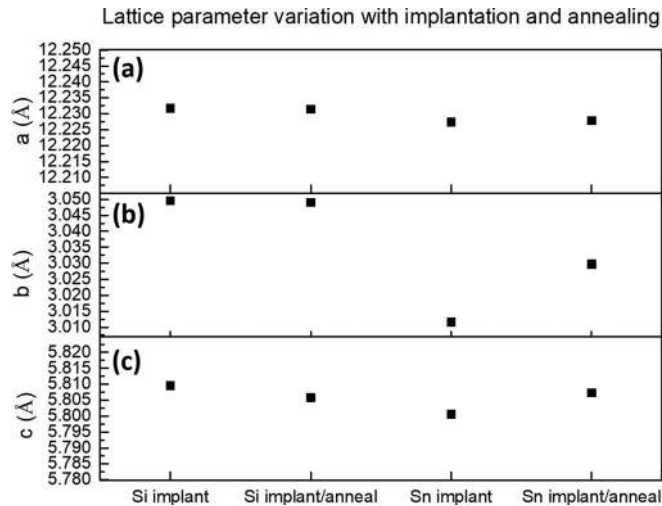 Lattice parameter variation with implantation and annealing
(a)
a (Å)
12.250
12.245
12.240
12.235
12.230
12.225
12.220
12.215
12.210
(b)
b (Å)
3.050
3.045
3.040
3.035
3.030
3.025
3.020
3.015
3.010
(c)
c (Å)
5.820
5.815
5.810
5.805
5.800
5.795
5.790
5.785
5.780
Si implant
Si implant/anneal
Sn implant
Sn implant/anneal